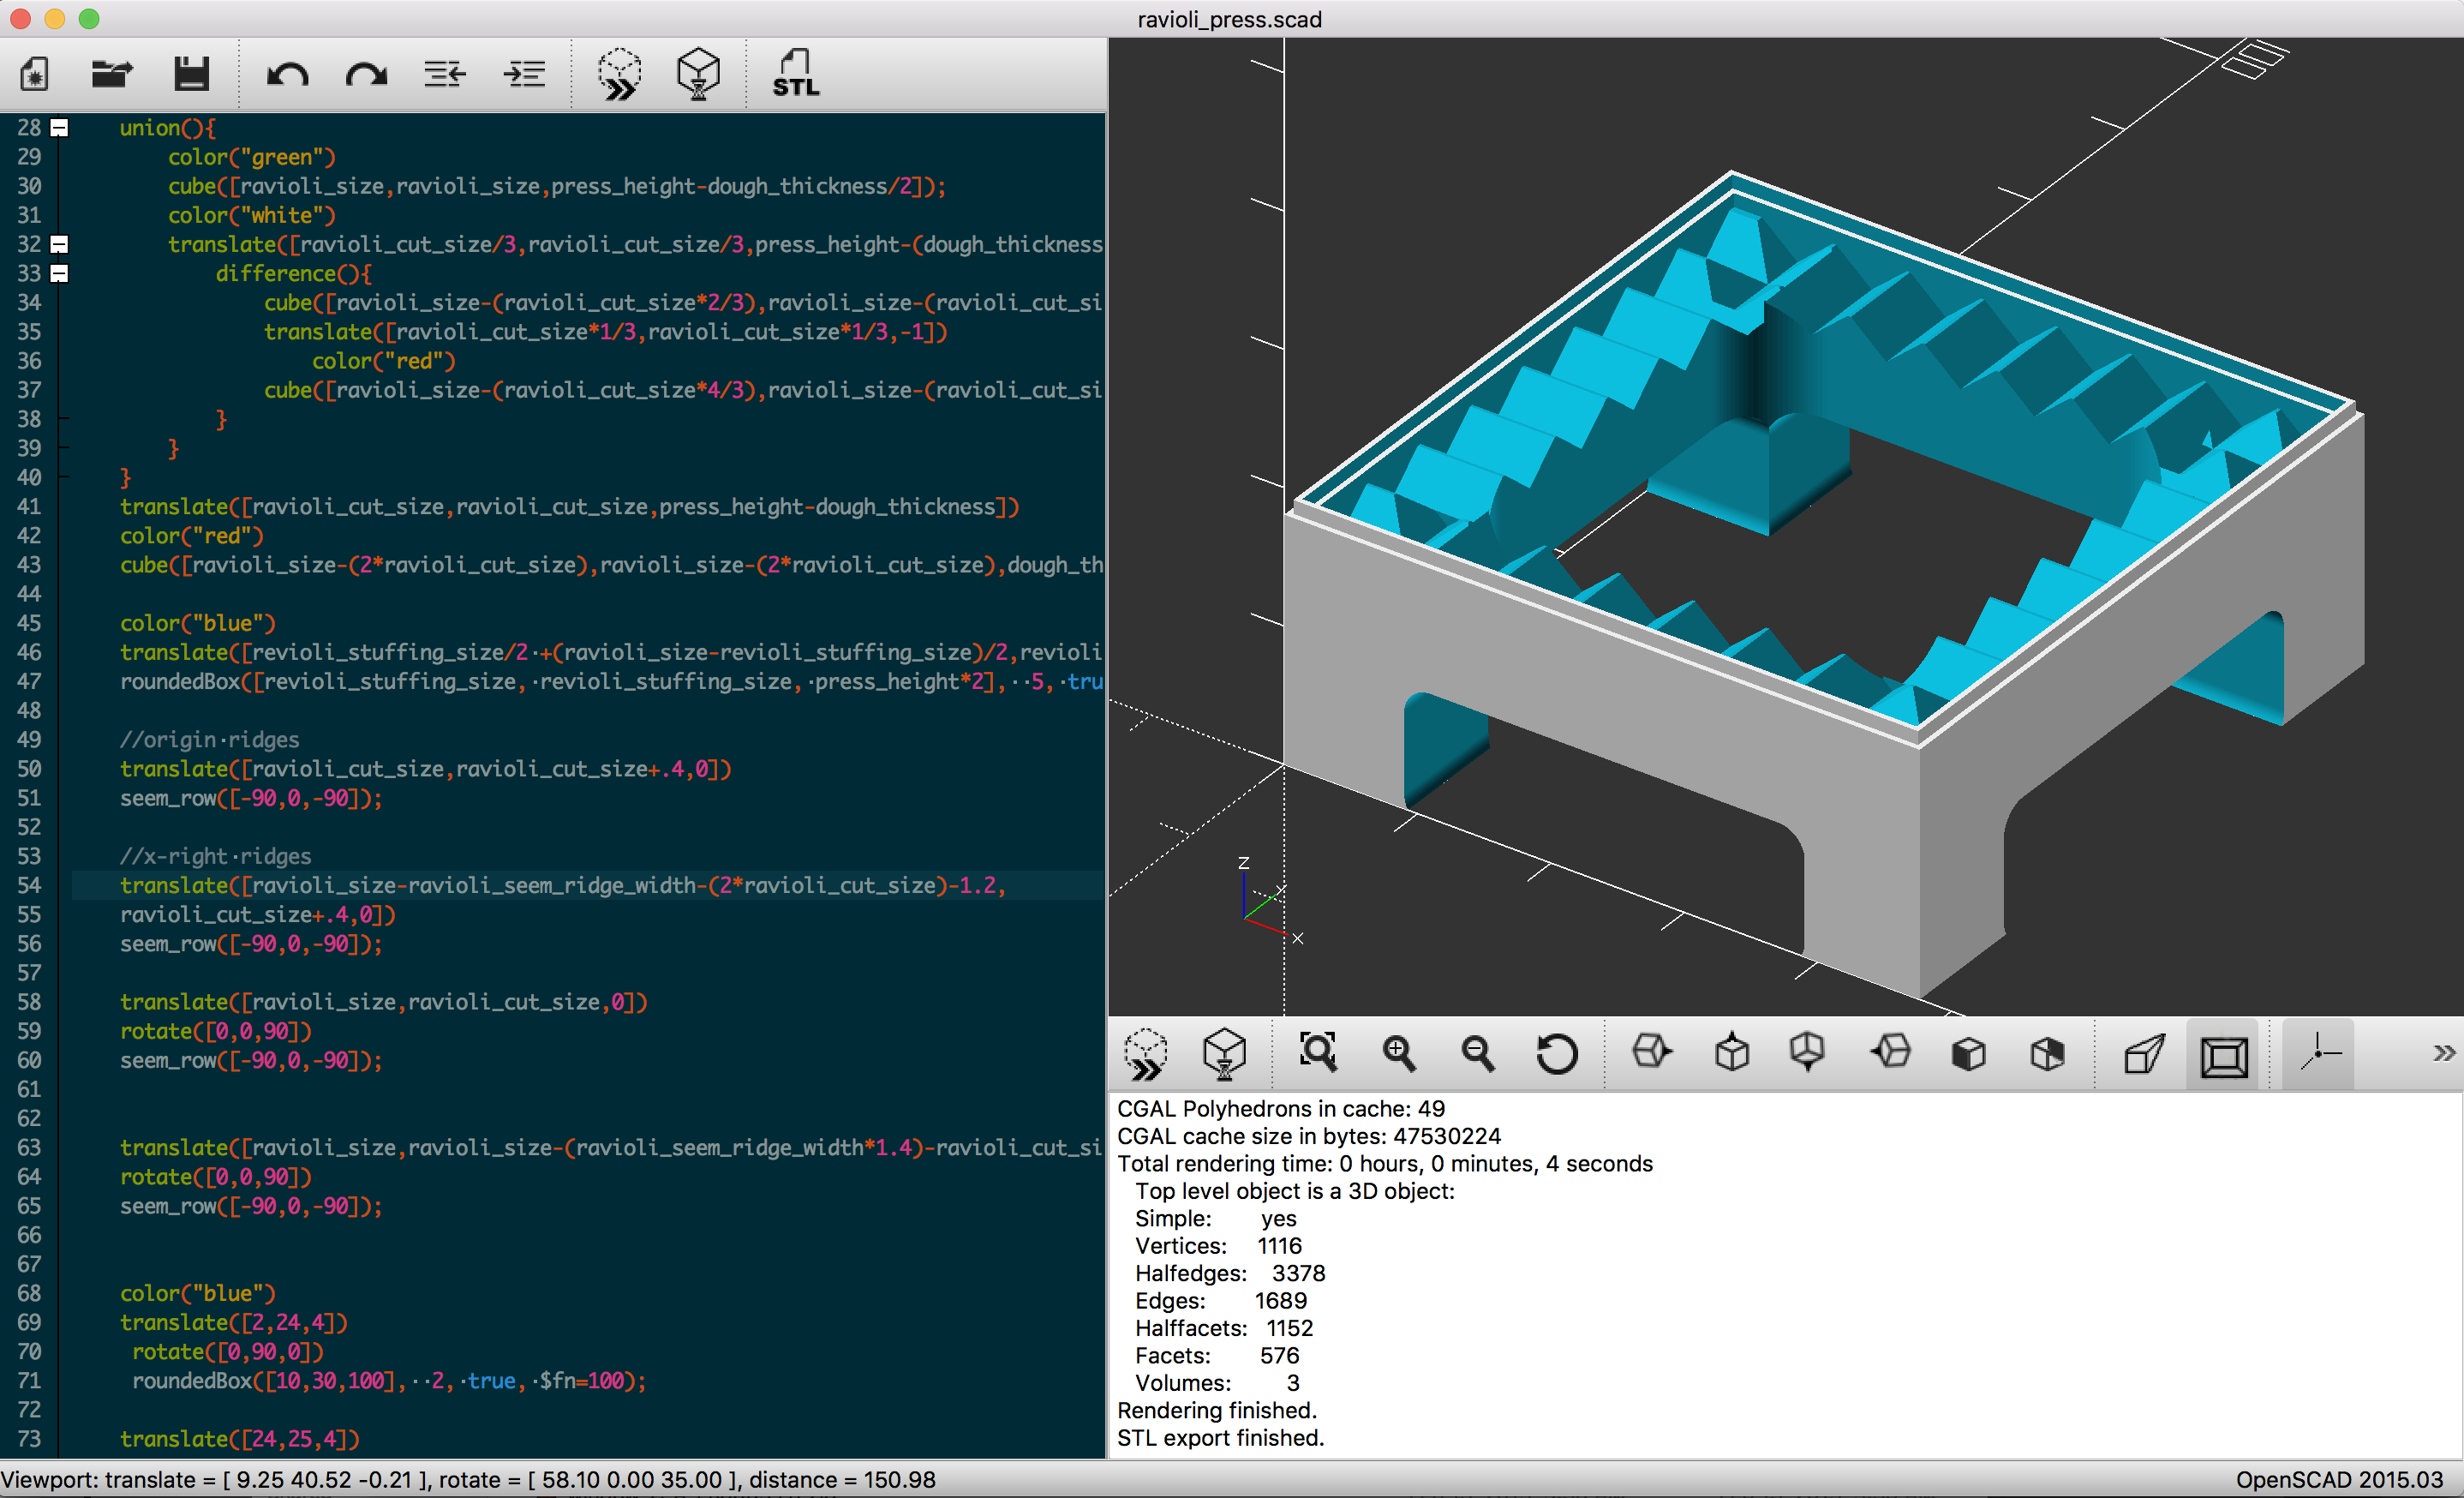 ravioli_press.scad
STL
28 union(){
29 color("green")
30 cube([ravioli_size,ravioli_size,press_height-dough_thickness/2]);
31 color("white")
32 translate([ravioli_cut_size/3,ravioli_cut_size/3,press_height-(dough_thickness
33 difference(){
34 cube([ravioli_size-(ravioli_cut_size*2/3),ravioli_size-(ravioli_cut_si
35 translate([ravioli_cut_size*1/3,ravioli_cut_size*1/3,-1])
36 color("red")
37 cube([ravioli_size-(ravioli_cut_size*4/3),ravioli_size-(ravioli_cut_si
38 }
39 }
40 }
41 translate([ravioli_cut_size,ravioli_cut_size,press_height-dough_thickness])
42 color("red")
43 cube([ravioli_size-(2*ravioli_cut_size),ravioli_size-(2*ravioli_cut_size),dough_th
44
45 color("blue")
46 translate([revioli_stuffing_size/2·+(ravioli_size-revioli_stuffing_size)/2,revioli
47 roundedBox([revioli_stuffing_size,·revioli_stuffing_size,·press_height*2],··5,·tru
48
49 //origin·ridges
50 translate([ravioli_cut_size,ravioli_cut_size+.4,0])
51 seem_row([-90,0,-90]);
52
53 //x-right·ridges
54 translate([ravioli_size-ravioli_seem_ridge_width-(2*ravioli_cut_size)-1.2,
55 ravioli_cut_size+.4,0])
56 seem_row([-90,0,-90]);
57
58 translate([ravioli_size,ravioli_cut_size,0])
59 rotate([0,0,90])
60 seem_row([-90,0,-90]);
61
62
63 translate([ravioli_size,ravioli_size-(ravioli_seem_ridge_width*1.4)-ravioli_cut_si
64 rotate([0,0,90])
65 seem_row([-90,0,-90]);
66
67
68 color("blue")
69 translate([2,24,4])
70 rotate([0,90,0])
71 roundedBox([10,30,100],··2,·true,·$fn=100);
72
73 translate([24,25,4])
z
x
CGAL Polyhedrons in cache: 49
CGAL cache size in bytes: 47530224
Total rendering time: 0 hours, 0 minutes, 4 seconds
Top level object is a 3D object:
Simple: yes
Vertices: 1116
Halfedges: 3378
Edges: 1689
Halffacets: 1152
Facets: 576
Volumes: 3
Rendering finished.
STL export finished.
Viewport: translate = [ 9.25 40.52 -0.21 ], rotate = [ 58.10 0.00 35.00 ], distance = 150.98
OpenSCAD 2015.03